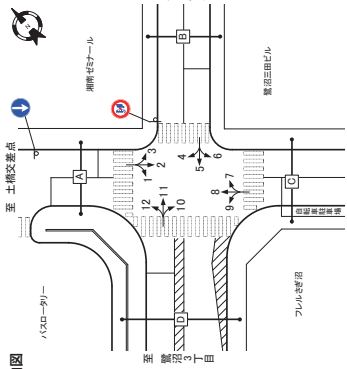 図
至 土橋交差点
バスロータリー
湘南ゼミナール
A
B
鷺沼三田ビル
1 2 3
4 5 6
7 8 9
10 11 12
至 鷺沼3丁目
D
C
自転車駐車場
フレルさぎ沼